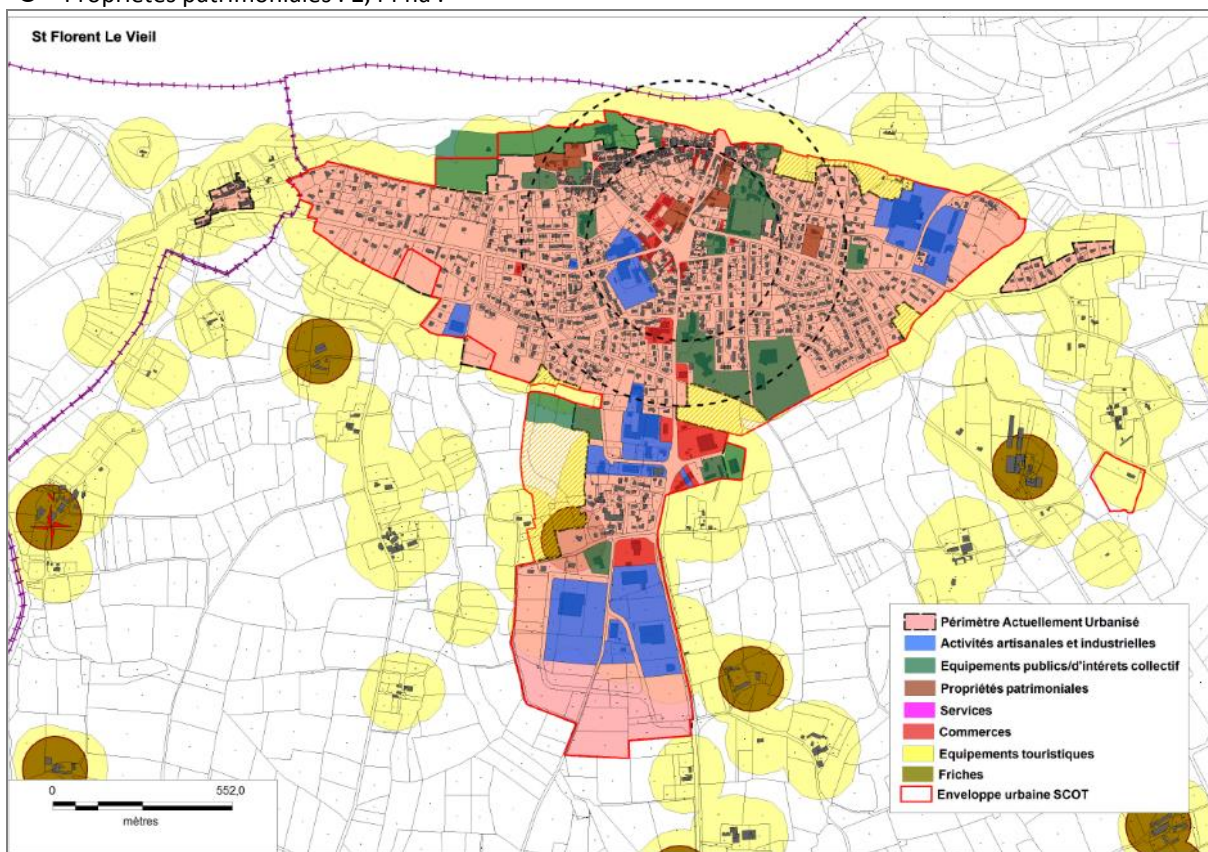 Propriétés patrimoniales : 2,44 ha .
St Florent Le Vieil
Périmètre Actuellement Urbanisé
Activités artisanales et industrielles
Equipements publics/d'intérets collectif
Propriétés patrimoniales
Services
Commerces
Equipements touristiques
Friches
Enveloppe urbaine SCOT
0 552,0
mètres